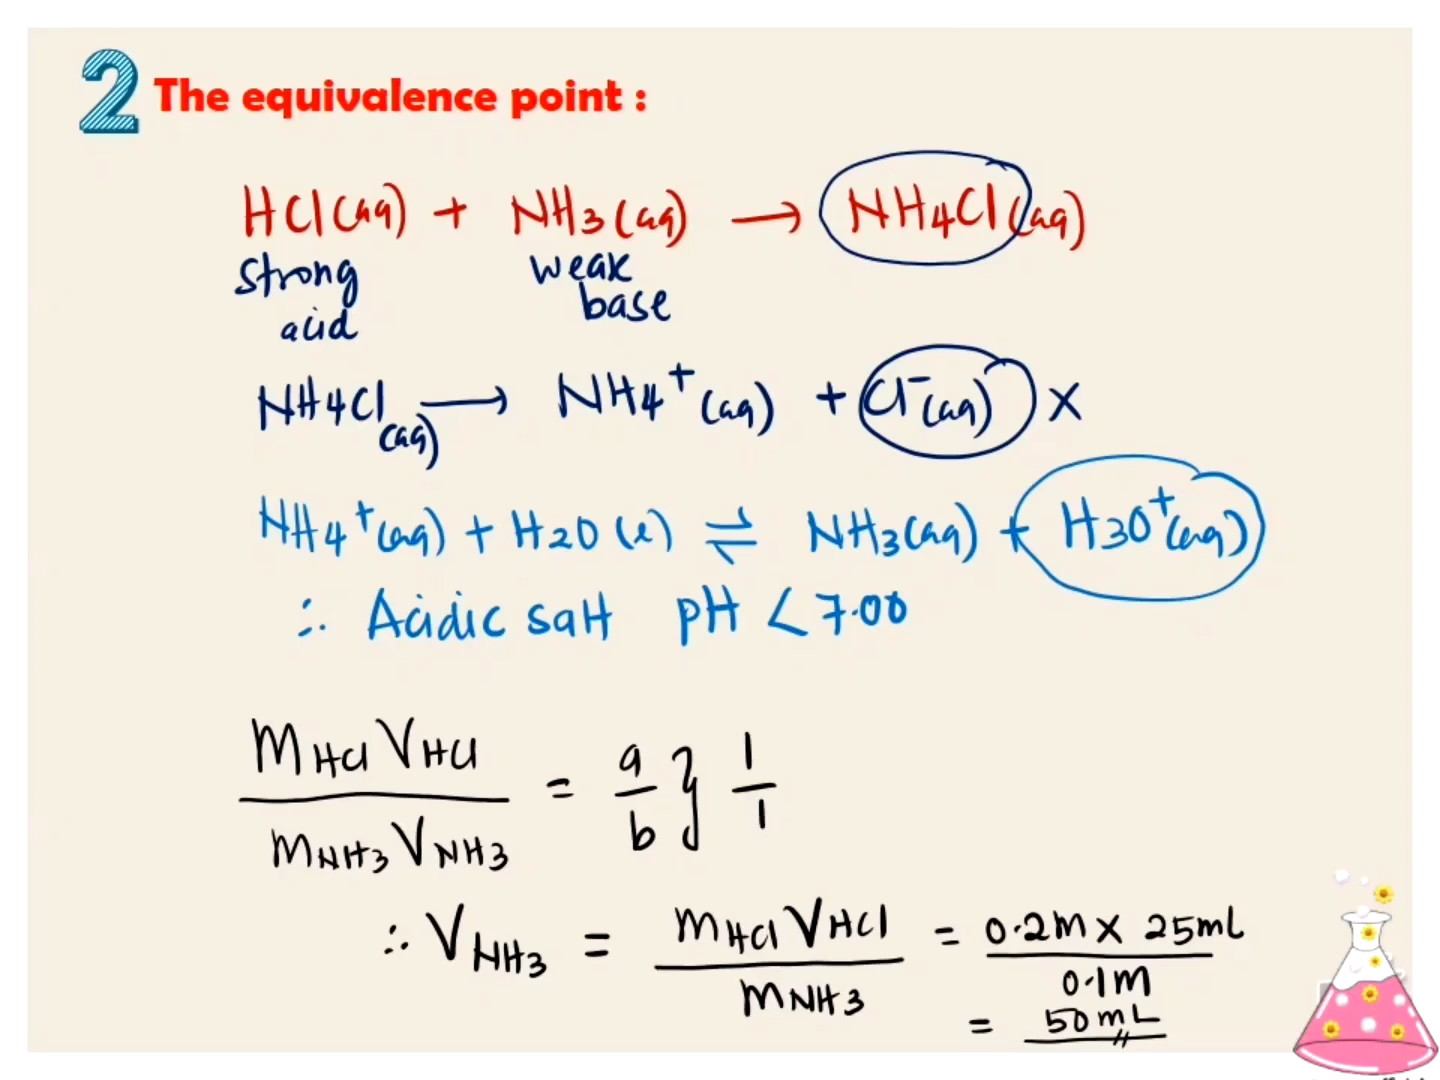 2 The equivalence point :
HCl(aq) + NH3(aq) → NH4Cl(aq)
strong acid weak base
NH4Cl(aq) → NH4+(aq) + Cl-(aq) X
NH4+(aq) + H2O(l) ⇌ NH3(aq) + H3O+(aq)
∴ Acidic salt pH < 7.00
MHCl VHCl / MNH3 VNH3 = a/b } 1/1
∴ VNH3 = MHCl VHCl / MNH3 = 0.2M x 25mL / 0.1M
= 50mL